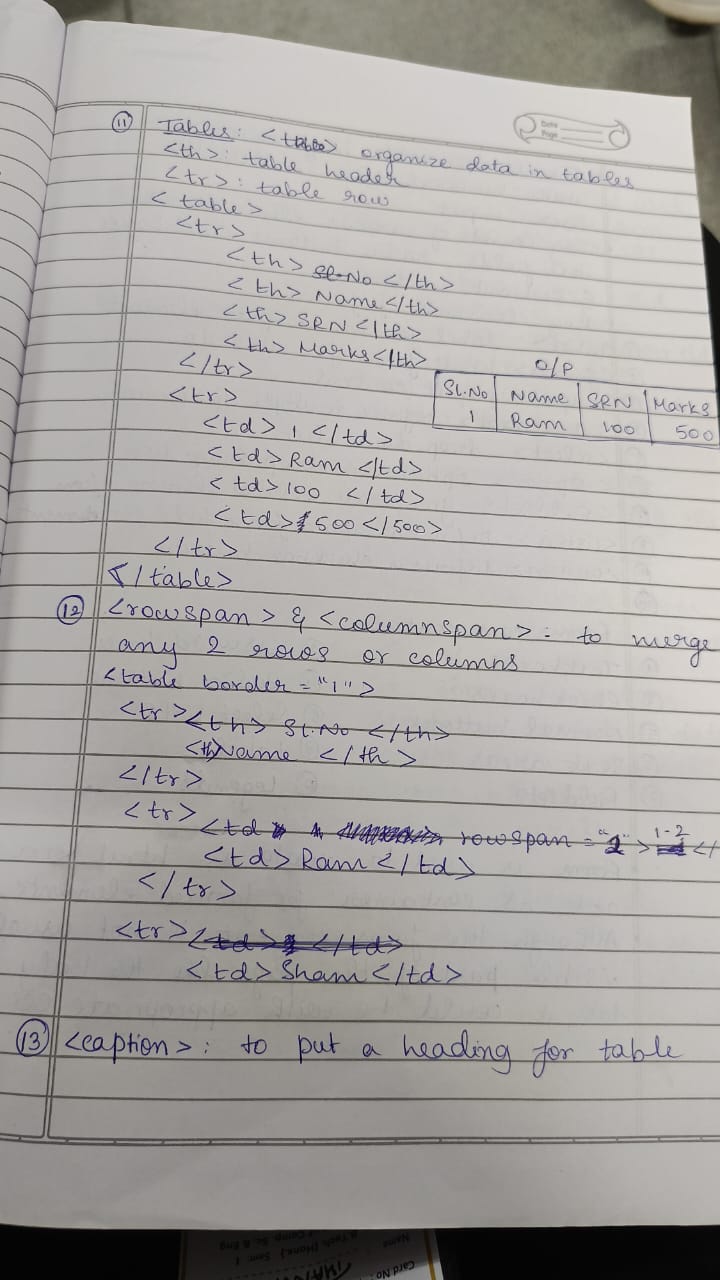 Date
Page
11 Tables: <table> organize data in tables
<th>: table header
<tr>: table row
<table>
<tr>
<th> Sl.No </th>
<th> Name </th>
<th> SRN </th>
<th> Marks </th>
</tr>
O/P
Sl.No Name SRN Marks
1 Ram 100 500
<tr>
<td> 1 </td>
<td> Ram </td>
<td> 100 </td>
<td> 500 </500>
</tr>
</table>
12 <rowspan> & <columnspan>: to merge
any 2 rows or columns
<table border="1">
<tr> <th> Sl.No </th>
<th> Name </th>
</tr>
<tr> <td rowspan="2"> 1-2 </
<td> Ram </td>
</tr>
<tr> <td> </td>
<td> Sham </td>
13 <caption>: to put a heading for table
Name
Card No